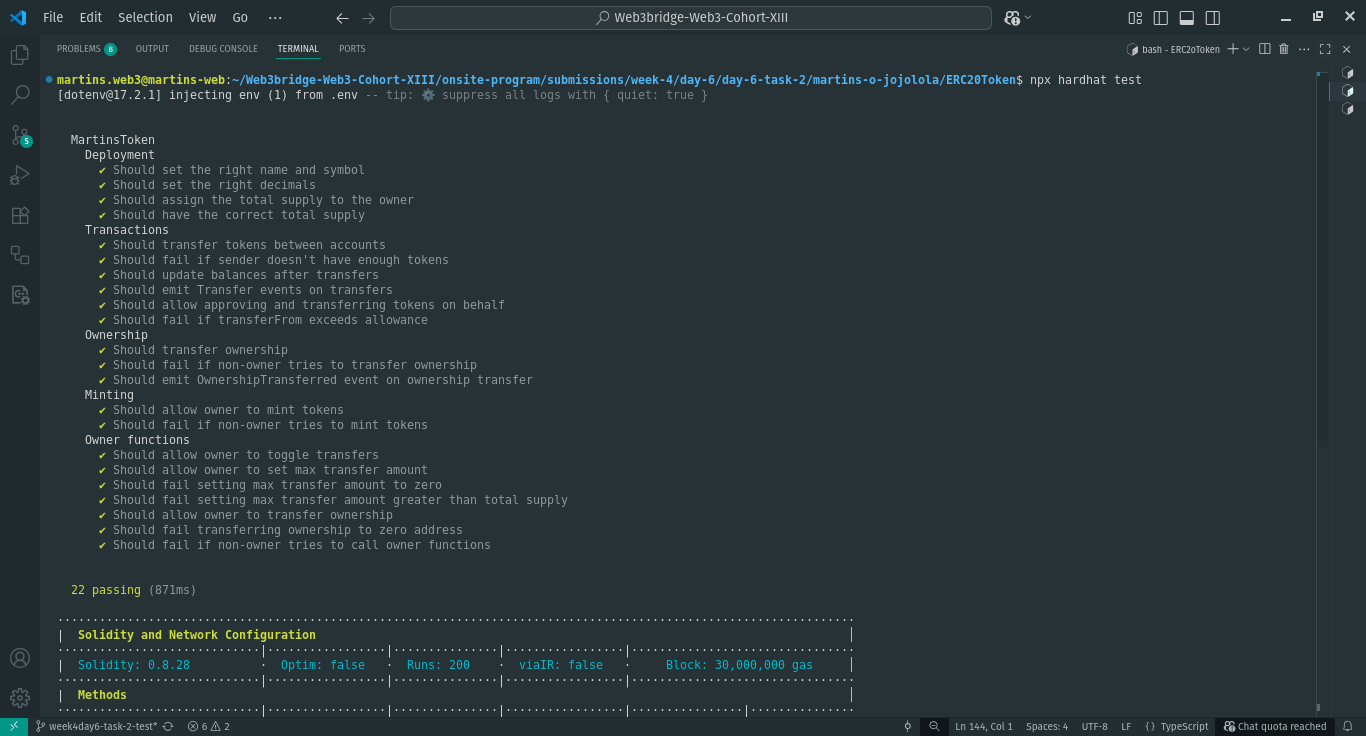 File Edit Selection View Go ··· Web3bridge-Web3-Cohort-XIII
PROBLEMS 8 OUTPUT DEBUG CONSOLE TERMINAL PORTS bash - ERC20Token
martins.web3@martins-web:~/Web3bridge-Web3-Cohort-XIII/onsite-program/submissions/week-4/day-6/day-6-task-2/martins-o-jojolola/ERC20Token$ npx hardhat test
[dotenv@17.2.1] injecting env (1) from .env -- tip: ⚙️ suppress all logs with { quiet: true }
MartinsToken
Deployment
✔ Should set the right name and symbol
✔ Should set the right decimals
✔ Should assign the total supply to the owner
✔ Should have the correct total supply
Transactions
✔ Should transfer tokens between accounts
✔ Should fail if sender doesn't have enough tokens
✔ Should update balances after transfers
✔ Should emit Transfer events on transfers
✔ Should allow approving and transferring tokens on behalf
✔ Should fail if transferFrom exceeds allowance
Ownership
✔ Should transfer ownership
✔ Should fail if non-owner tries to transfer ownership
✔ Should emit OwnershipTransferred event on ownership transfer
Minting
✔ Should allow owner to mint tokens
✔ Should fail if non-owner tries to mint tokens
Owner functions
✔ Should allow owner to toggle transfers
✔ Should allow owner to set max transfer amount
✔ Should fail setting max transfer amount to zero
✔ Should fail setting max transfer amount greater than total supply
✔ Should allow owner to transfer ownership
✔ Should fail transferring ownership to zero address
✔ Should fail if non-owner tries to call owner functions
22 passing (871ms)
| Solidity and Network Configuration |
| Solidity: 0.8.28 · Optim: false · Runs: 200 · viaIR: false · Block: 30,000,000 gas |
| Methods |
5
week4day6-task-2-test* 6 2 Ln 144, Col 1 Spaces: 4 UTF-8 LF {} TypeScript Chat quota reached